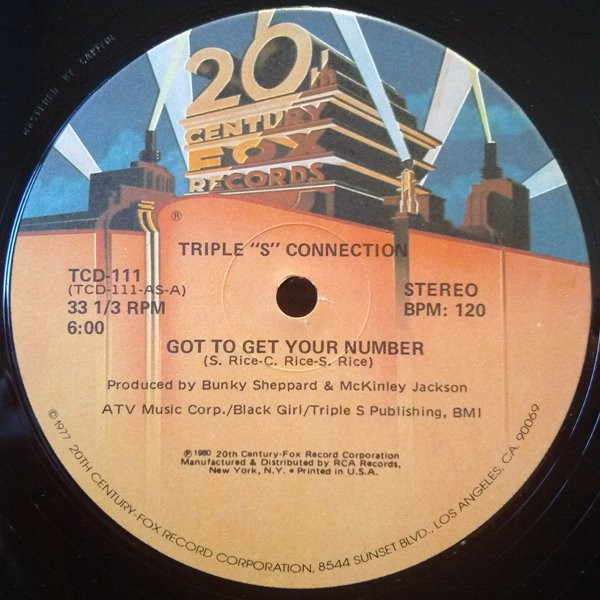 MASTERED BY CAPITOL
20th
CENTURY
FOX
RECORDS
®
TRIPLE "S" CONNECTION
TCD-111
(TCD-111-AS-A)
33 1/3 RPM
6:00
STEREO
BPM: 120
GOT TO GET YOUR NUMBER
(S. Rice-C. Rice-S. Rice)
Produced by Bunky Sheppard & McKinley Jackson
ATV Music Corp./Black Girl/Triple S Publishing, BMI
℗ 1980 20th Century-Fox Record Corporation
Manufactured & Distributed by RCA Records,
New York, N.Y. • Printed in U.S.A.
© 1977 20TH CENTURY-FOX RECORD CORPORATION, 8544 SUNSET BLVD., LOS ANGELES, CA. 90069